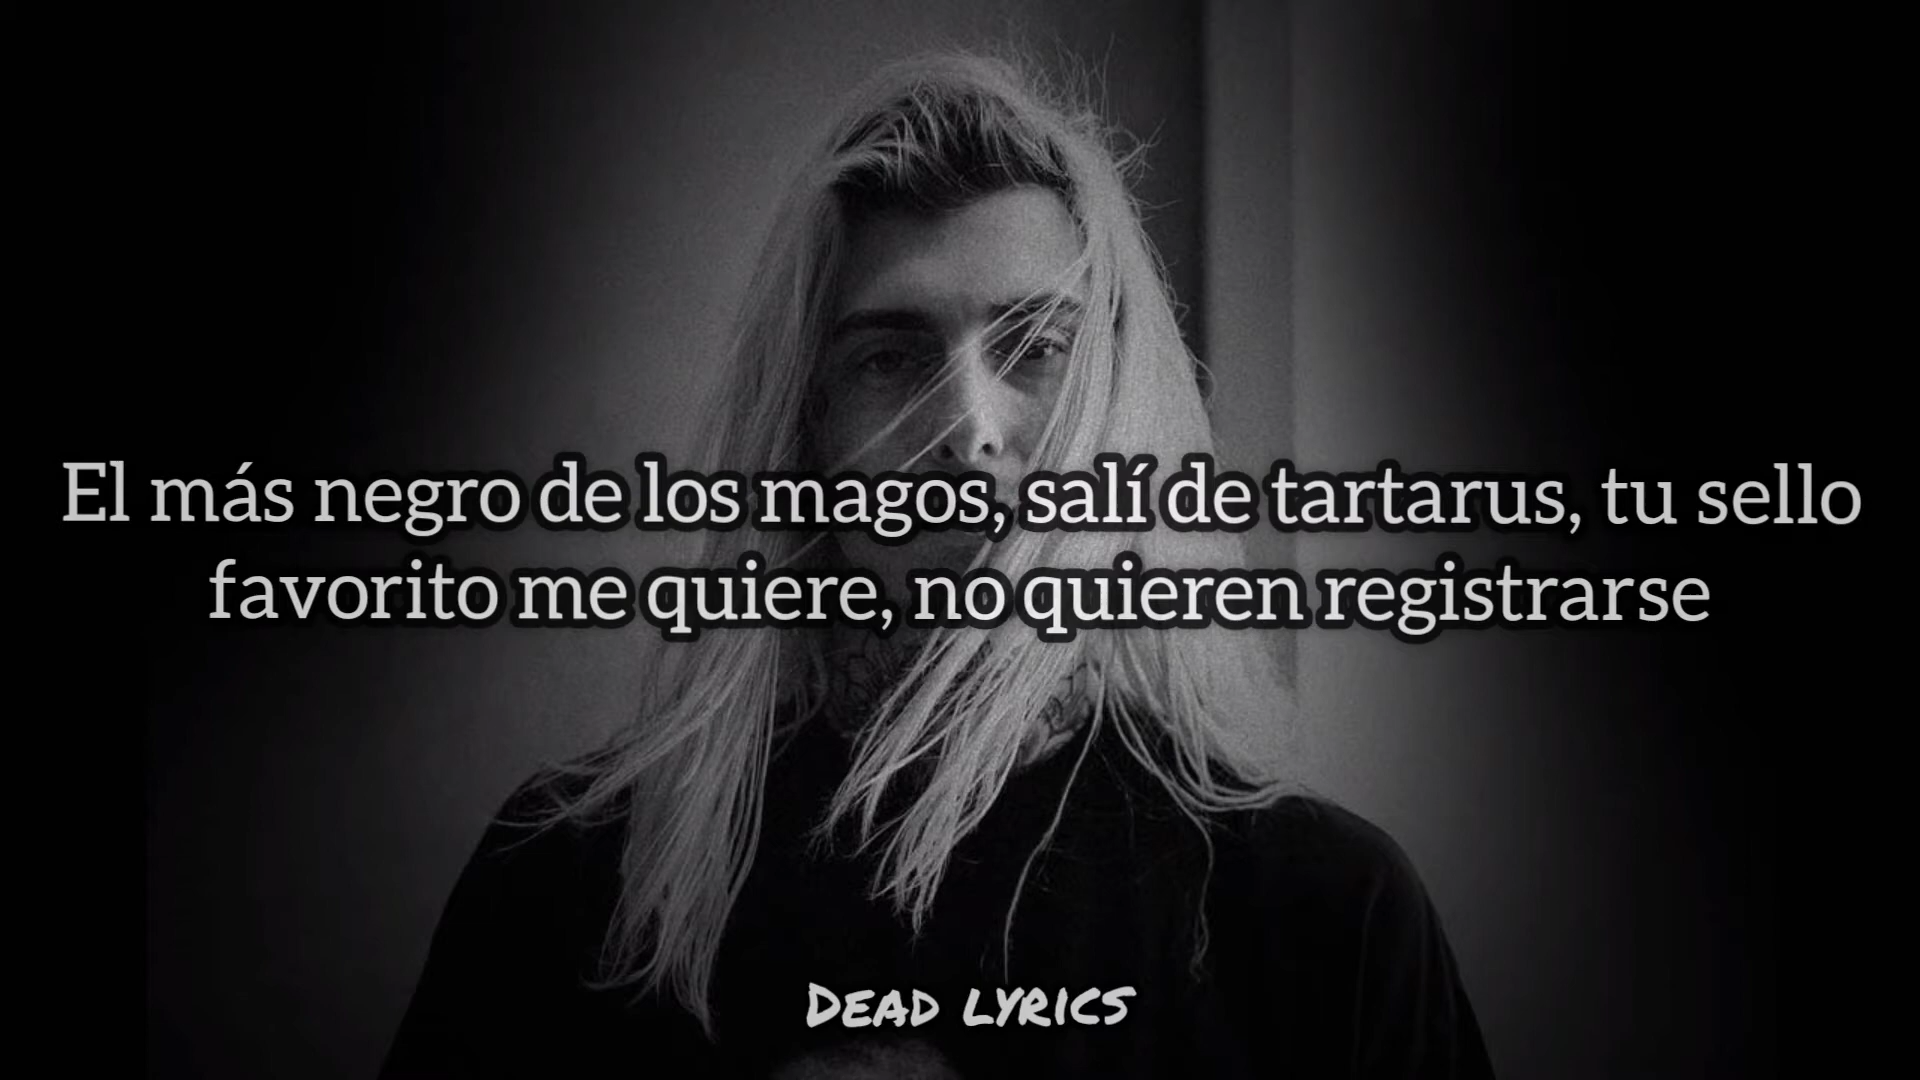 El más negro de los magos, salí de tartarus, tu sello
favorito me quiere, no quieren registrarse
Dead lyrics